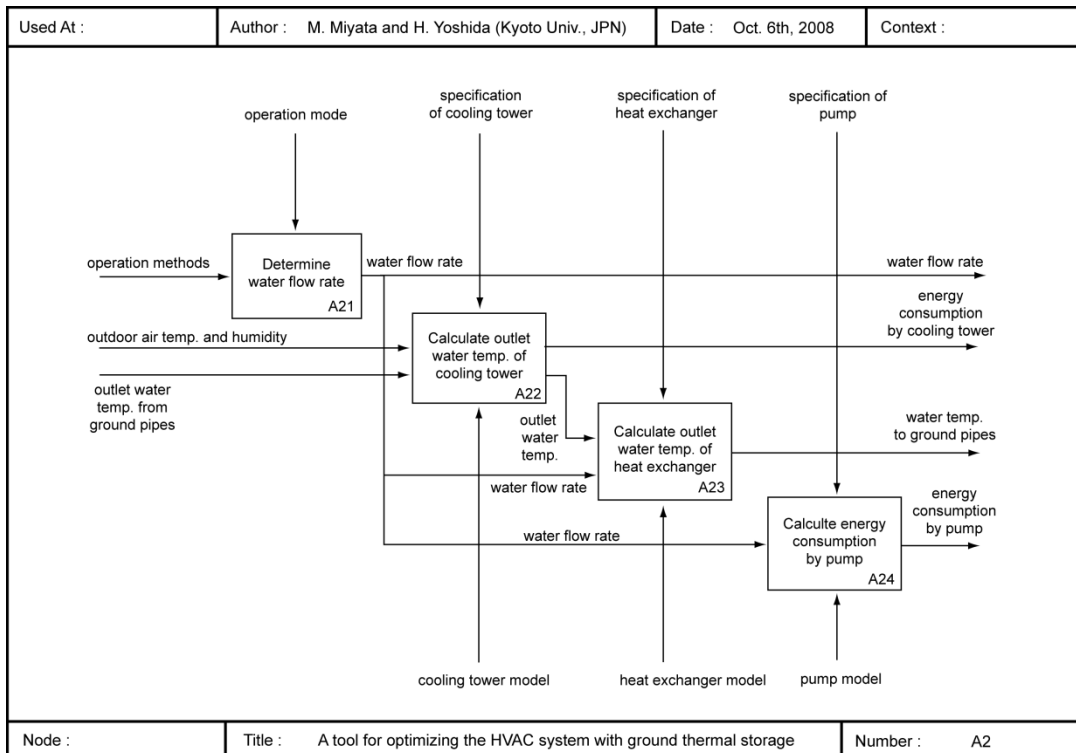 Used At :
Author : M. Miyata and H. Yoshida (Kyoto Univ., JPN)
Date : Oct. 6th, 2008
Context :
operation mode
specification
of cooling tower
specification of
heat exchanger
specification of
pump
operation methods
Determine
water flow rate
A21
water flow rate
water flow rate
energy
consumption
by cooling tower
outdoor air temp. and humidity
Calculate outlet
water temp. of
cooling tower
A22
outlet water
temp. from
ground pipes
outlet
water
temp.
Calculate outlet
water temp. of
heat exchanger
A23
water temp.
to ground pipes
water flow rate
water flow rate
Calculte energy
consumption
by pump
A24
energy
consumption
by pump
cooling tower model
heat exchanger model
pump model
Node :
Title : A tool for optimizing the HVAC system with ground thermal storage
Number : A2